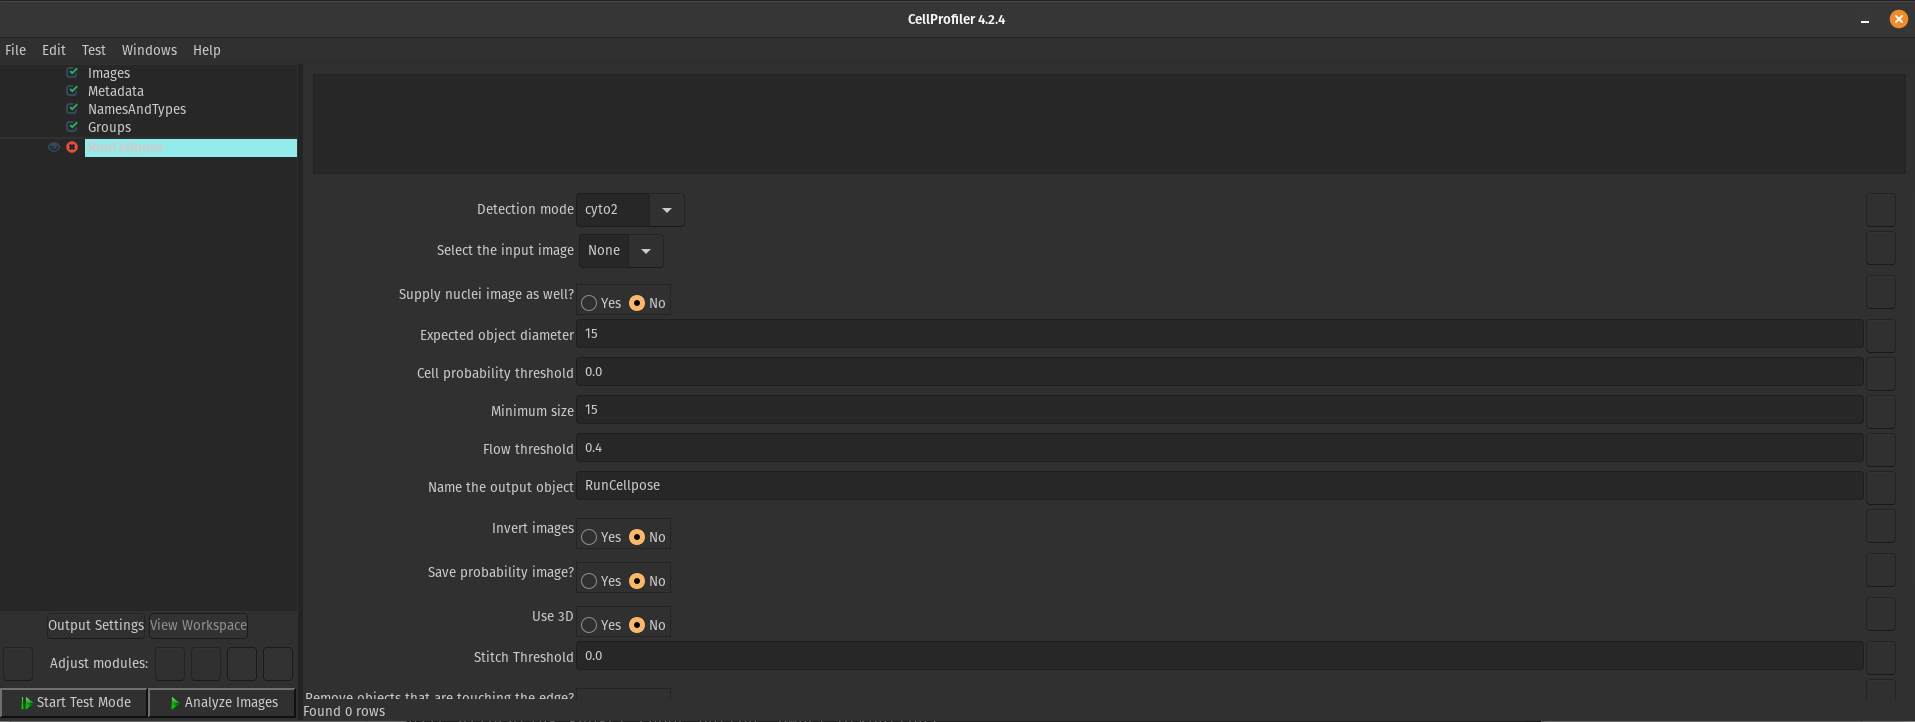 CellProfiler 4.2.4
File Edit Test Windows Help
Images
Metadata
NamesAndTypes
Groups
RunCellpose
Detection mode cyto2
Select the input image None
Supply nuclei image as well? Yes No
Expected object diameter 15
Cell probability threshold 0.0
Minimum size 15
Flow threshold 0.4
Name the output object RunCellpose
Invert images Yes No
Save probability image? Yes No
Use 3D Yes No
Stitch Threshold 0.0
Remove objects that are touching the edge?
Output Settings View Workspace
Adjust modules:
Start Test Mode Analyze Images
Found 0 rows